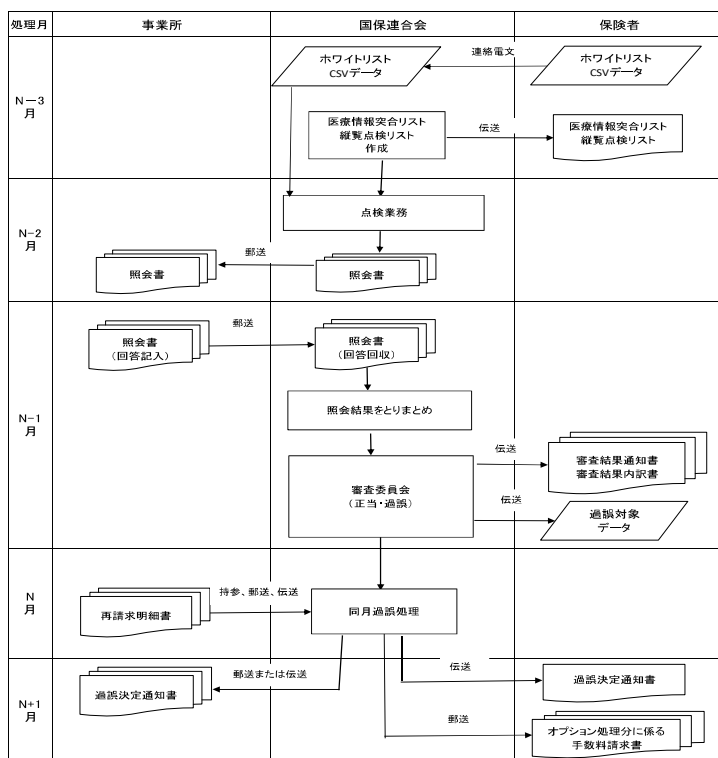 処理月
事業所
国保連合会
保険者
N－3
月
ホワイトリスト
CSVデータ
連絡電文
ホワイトリスト
CSVデータ
医療情報突合リスト
縦覧点検リスト
作成
伝送
医療情報突合リスト
縦覧点検リスト
N-2
月
点検業務
照会書
郵送
照会書
N-1
月
照会書
(回答記入)
郵送
照会書
(回答回収)
照会結果をとりまとめ
審査委員会
(正当・過誤)
伝送
審査結果通知書
審査結果内訳書
伝送
過誤対象
データ
N
月
再請求明細書
持参、郵送、伝送
同月過誤処理
N+1
月
過誤決定通知書
郵送または伝送
伝送
過誤決定通知書
郵送
オプション処理分に係る
手数料請求書